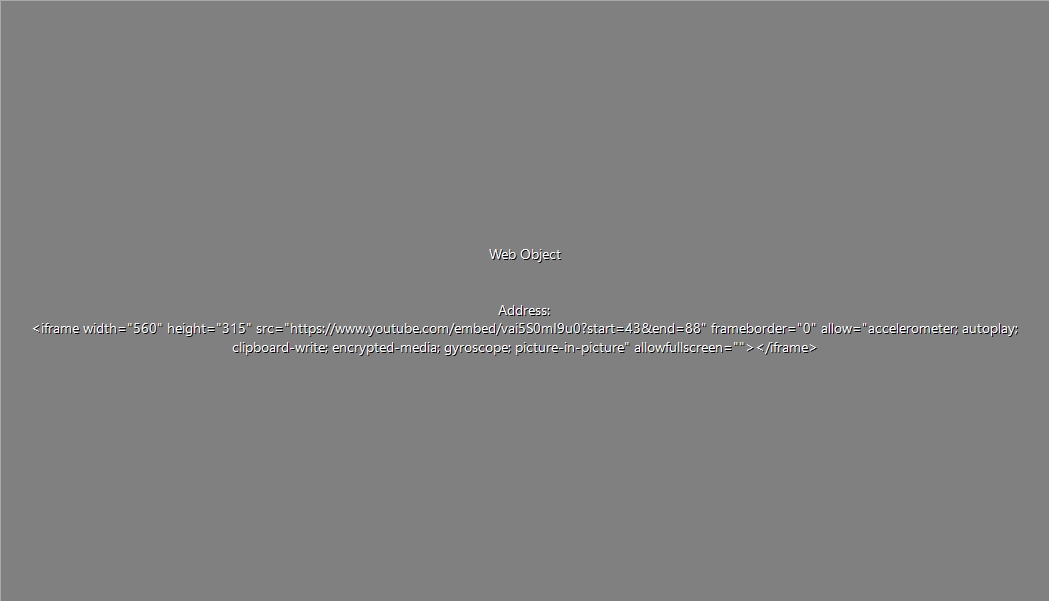 Web Object
Address:
<iframe width="560" height="315" src="https://www.youtube.com/embed/vai5S0mI9u0?start=43&end=88" frameborder="0" allow="accelerometer; autoplay;
clipboard-write; encrypted-media; gyroscope; picture-in-picture" allowfullscreen=""></iframe>